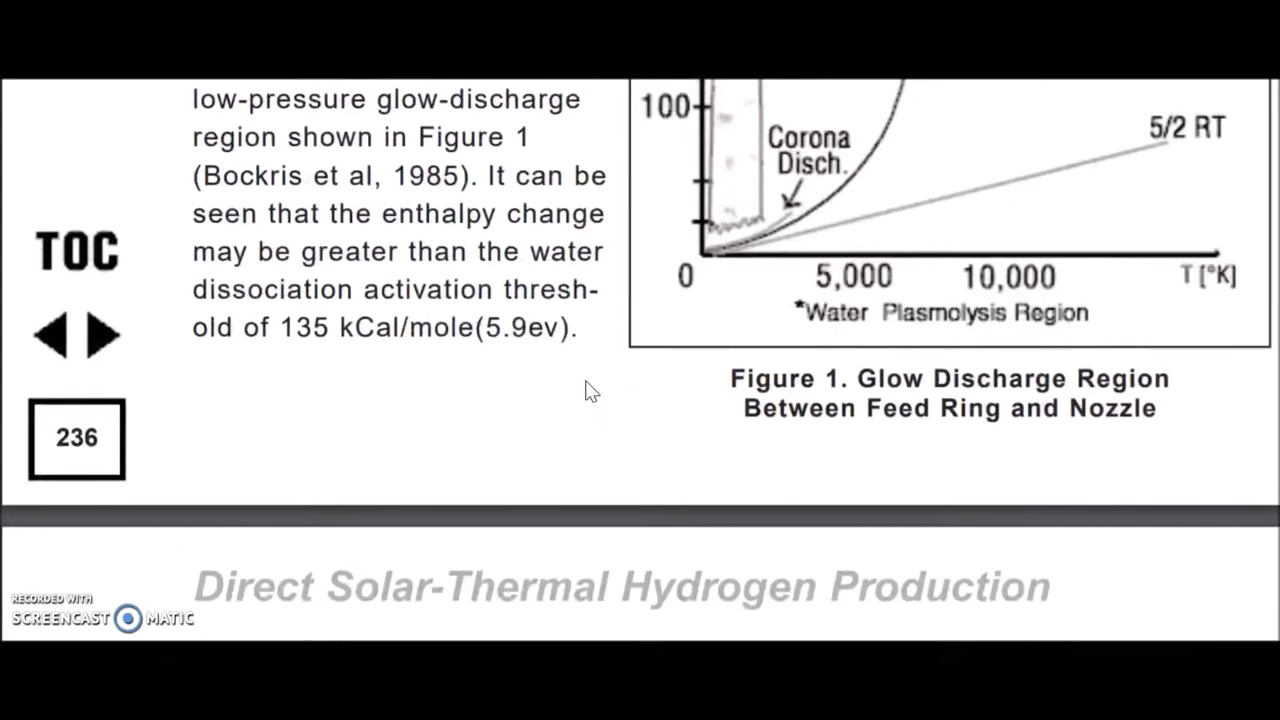 low-pressure glow-discharge
region shown in Figure 1
(Bockris et al, 1985). It can be
seen that the enthalpy change
may be greater than the water
dissociation activation thresh-
old of 135 kCal/mole(5.9ev).
TOC
236
100
Corona
Disch.
5/2 RT
0 5,000 10,000 T [°K]
*Water Plasmolysis Region
Figure 1. Glow Discharge Region
Between Feed Ring and Nozzle
Direct Solar-Thermal Hydrogen Production
RECORDED WITH
SCREENCAST MATIC